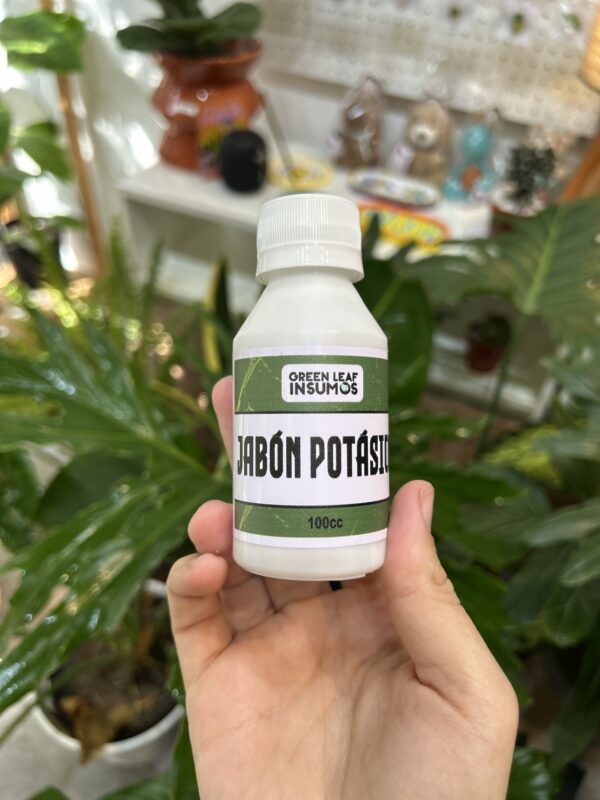 GREEN LEAF
INSUMOS
JABÓN POTÁSIC
100cc